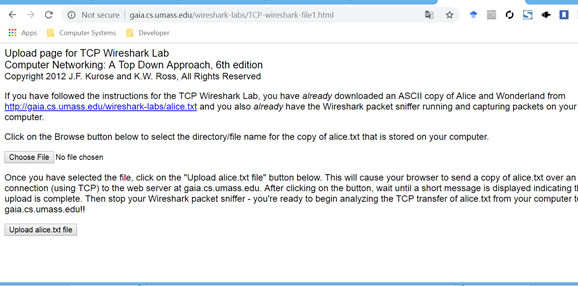 Not secure | gaia.cs.umass.edu/wireshark-labs/TCP-wireshark-file1.html
Apps Computer Systems Developer
Upload page for TCP Wireshark Lab
Computer Networking: A Top Down Approach, 6th edition
Copyright 2012 J.F. Kurose and K.W. Ross, All Rights Reserved
If you have followed the instructions for the TCP Wireshark Lab, you have already downloaded an ASCII copy of Alice and Wonderland from
http://gaia.cs.umass.edu/wireshark-labs/alice.txt and you also already have the Wireshark packet sniffer running and capturing packets on your
computer.
Click on the Browse button below to select the directory/file name for the copy of alice.txt that is stored on your computer.
Choose File No file chosen
Once you have selected the file, click on the "Upload alice.txt file" button below. This will cause your browser to send a copy of alice.txt over an
connection (using TCP) to the web server at gaia.cs.umass.edu. After clicking on the button, wait until a short message is displayed indicating th
upload is complete. Then stop your Wireshark packet sniffer - you're ready to begin analyzing the TCP transfer of alice.txt from your computer to
gaia.cs.umass.edu!!
Upload alice.txt file